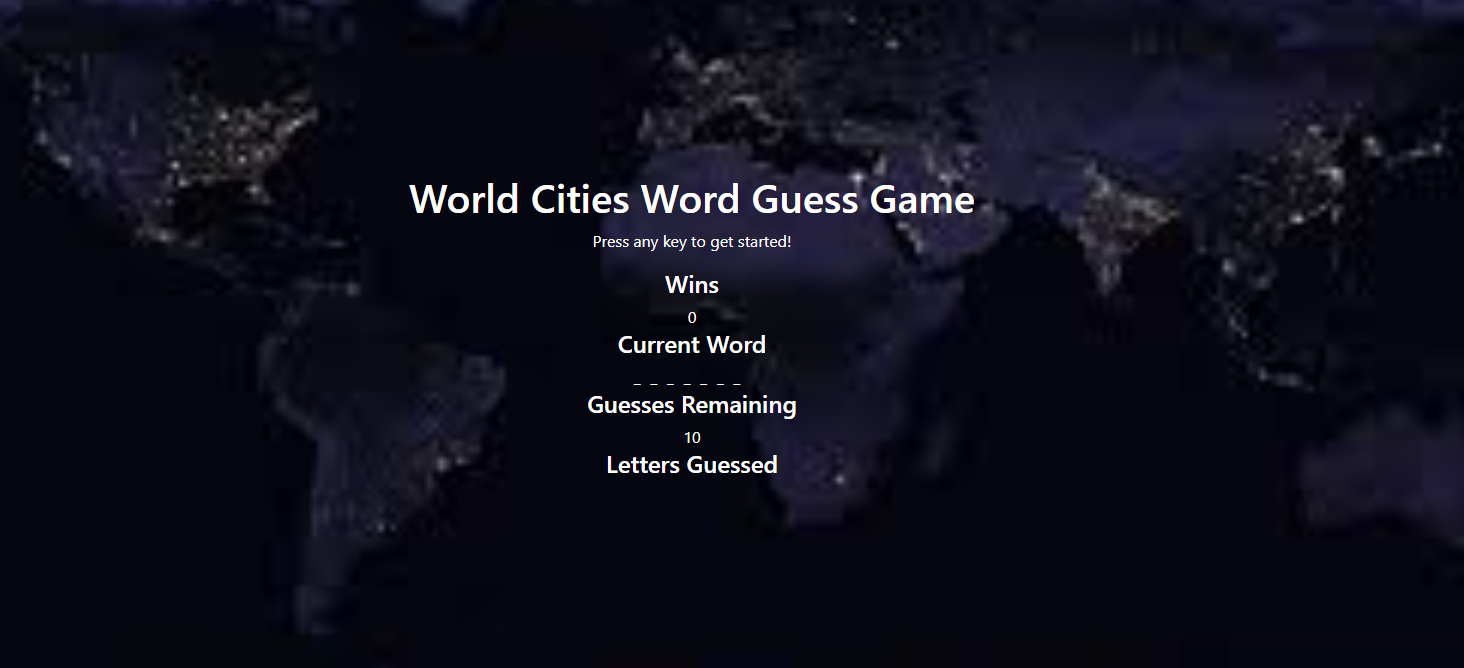 World Cities Word Guess Game
Press any key to get started!
Wins
0
Current Word
_ _ _ _ _ _ _
Guesses Remaining
10
Letters Guessed